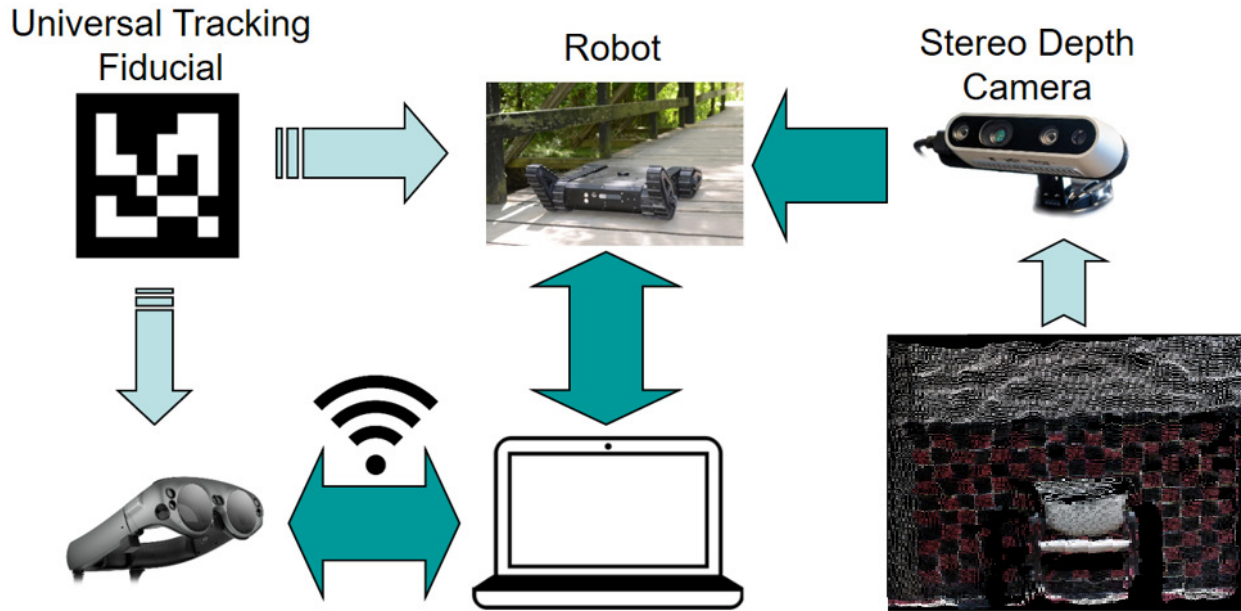 Universal Tracking
Fiducial
Robot
Stereo Depth
Camera